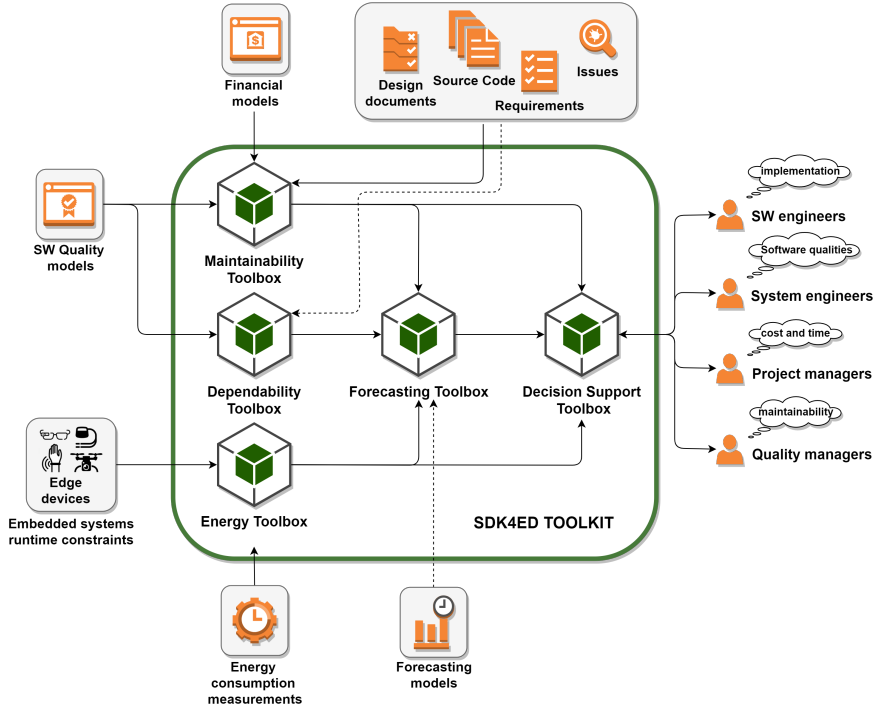 Financial
models
Design
documents
Source Code
Requirements
Issues
SW Quality
models
Maintainability
Toolbox
Dependability
Toolbox
Forecasting Toolbox
Decision Support
Toolbox
Edge
devices
Embedded systems
runtime constraints
Energy Toolbox
SDK4ED TOOLKIT
Energy
consumption
measurements
Forecasting
models
implementation
SW engineers
Software qualities
System engineers
cost and time
Project managers
maintainability
Quality managers